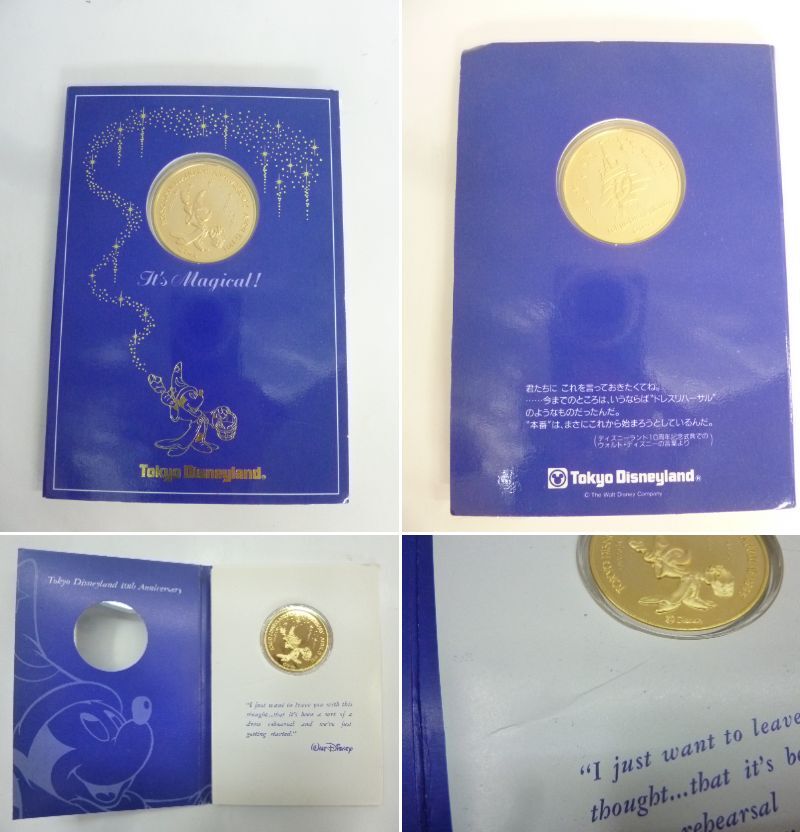 It's Magical!
Tokyo Disneyland®
君たちに これを言っておきたくてね。
……今までのところは、いうならば"ドレスリハーサル"
のようなものだったんだ。
"本番"は、まさにこれから始まろうとしているんだ。
(ディズニーランド10周年記念式典での
ウォルト・ディズニーの言葉より)
Tokyo Disneyland®
© The Walt Disney Company
Tokyo Disneyland 10th Anniversary
"I just want to leave you with this
thought...that it's been a sort of a
dress rehearsal and we're just
getting started."
Walt Disney
© Disney
"I just want to leave
thought...that it's be
rehearsal